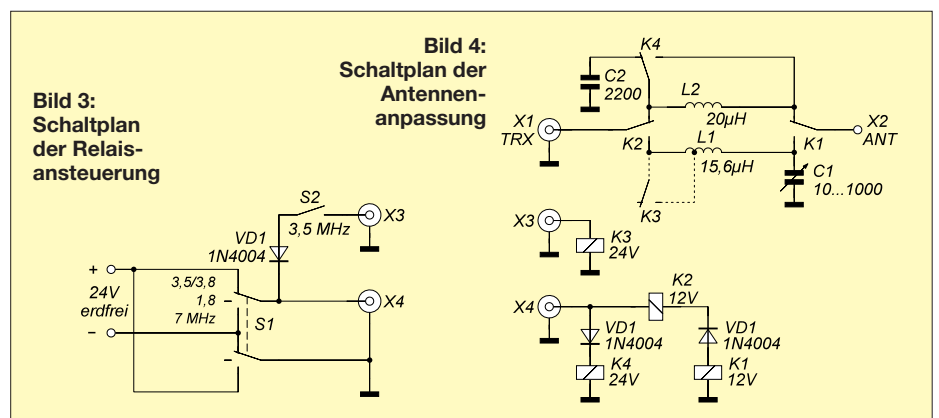 Bild 3:
Schaltplan
der Relais-
ansteuerung
S2
X3
3,5 MHz
VD1
1N4004
+
24V
erdfrei
–
3,5/3,8
1,8
7 MHz
S1
X4
Bild 4:
Schaltplan der
Antennen-
anpassung
K4
C2
2200
L2
20µH
X1
TRX
K2
L1
15,6µH
K1
X2
ANT
C1
10...1000
K3
X3
K3
24V
X4
K2
12V
VD1
1N4004
VD1
1N4004
K4
24V
K1
12V